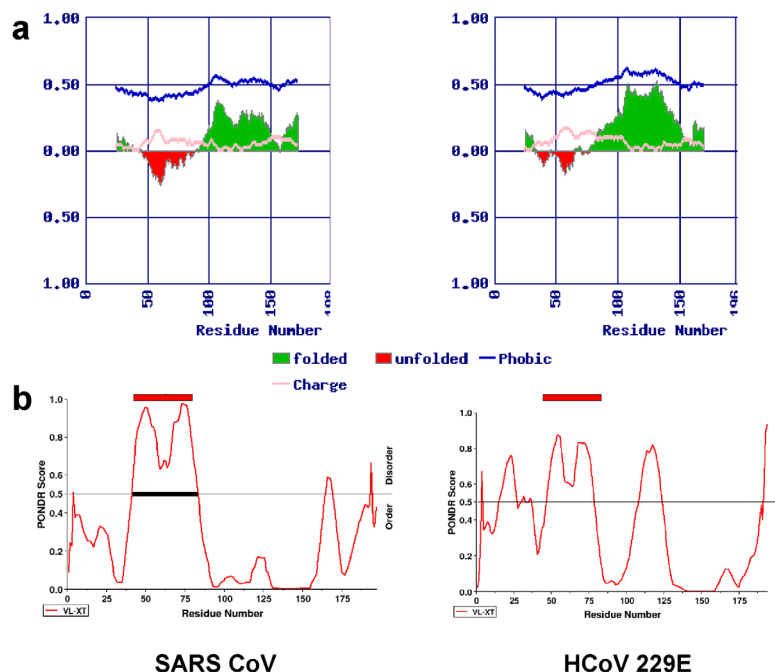 a
1.00 1.00
0.50 0.50
0.00 0.00
0.50 0.50
1.00 1.00
0 50 100 150 0 50 100 150 196
Residue Number Residue Number
folded unfolded Phobic
Charge
b
1.0 1.0
0.8 0.8
0.6 0.6
0.5 0.5
0.4 0.4
0.2 0.2
0.0 0.0
PONDR Score Disorder Order PONDR Score
0 25 50 75 100 125 150 175 0 25 50 75 100 125 150 175
VL-XT Residue Number VL-XT Residue Number
SARS CoV HCoV 229E